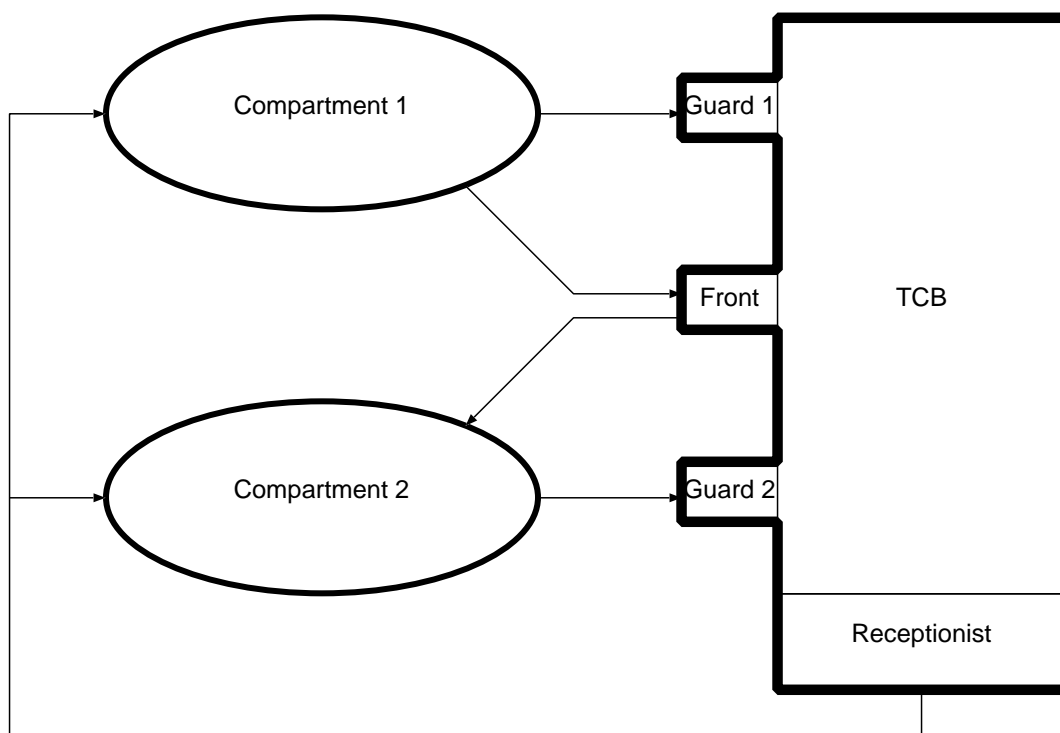 Compartment 1
Guard 1
Front
TCB
Compartment 2
Guard 2
Receptionist